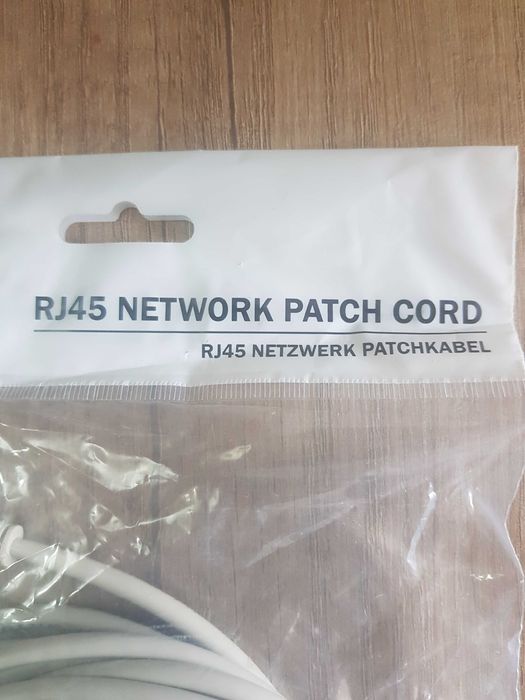 RJ45 NETWORK PATCH CORD
RJ45 NETZWERK PATCHKABEL